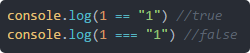 console.log(1 == "1") //true
console.log(1 === "1") //false